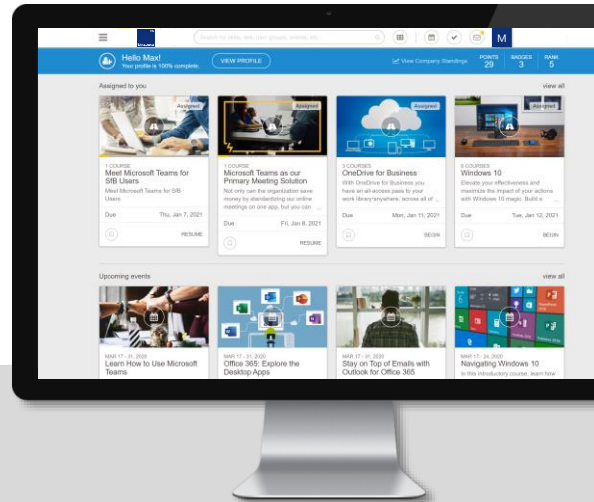 Search for skills, tips, user groups, events, etc...
M
Hello Max!
Your profile is 100% complete.
VIEW PROFILE
View Company Standings
POINTS
29
BADGES
3
RANK
5
Assigned to you
view all
Assigned
1 COURSE
Meet Microsoft Teams for
SfB Users
Meet Microsoft Teams for SfB
Users
Due Thu, Jan 7, 2021
RESUME
Assigned
1 COURSE
Microsoft Teams as our
Primary Meeting Solution
Not only can the organization save
money by standardizing our online
meetings on one app, but you can ...
Due Fri, Jan 8, 2021
RESUME
Assigned
3 COURSES
OneDrive for Business
With OneDrive for Business you
have an all-access pass to your
work library-anywhere, across all of ...
Due Mon, Jan 11, 2021
BEGIN
Assigned
6 COURSES
Windows 10
Elevate your effectiveness and
maximize the impact of your actions
with Windows 10 magic. Build a ...
Due Tue, Jan 12, 2021
BEGIN
Upcoming events
view all
MAR 17 - 31, 2020
Learn How to Use Microsoft
Teams
MAR 17 - 31, 2020
Office 365: Explore the
Desktop Apps
MAR 17 - 31, 2020
Stay on Top of Emails with
Outlook for Office 365
MAR 17 - 24, 2020
Navigating Windows 10
In this introductory course, learn how